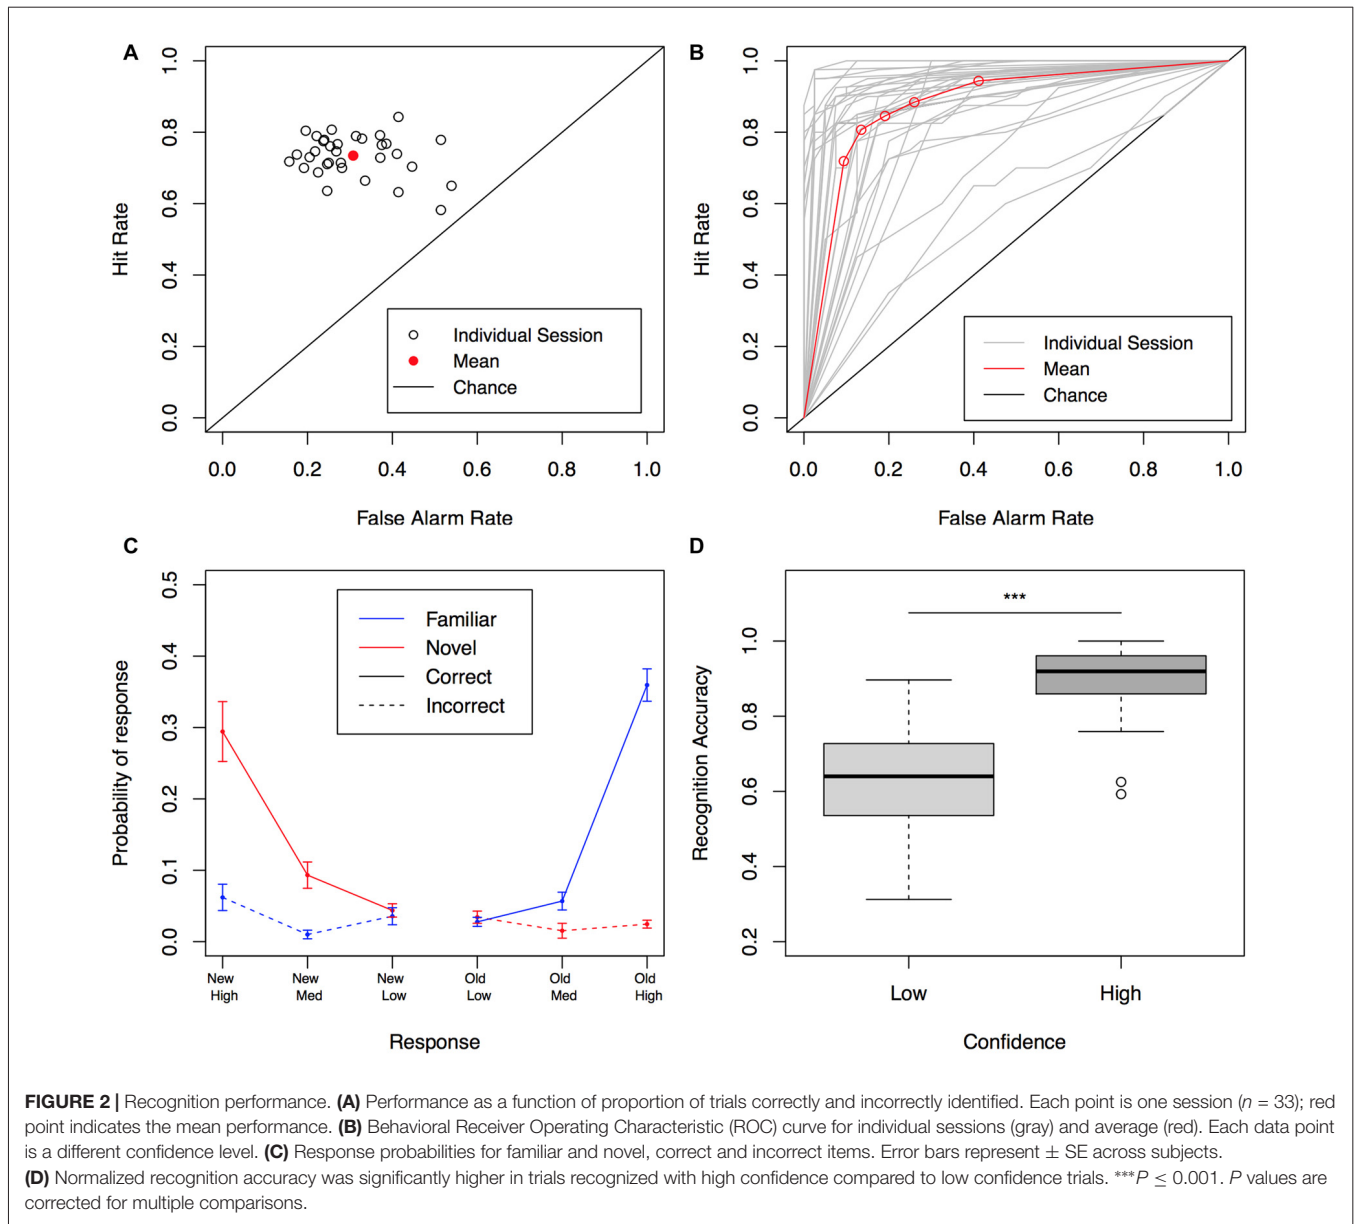 A
1.0
0.8
0.6
0.4
0.2
0.0
Hit Rate
Individual Session
Mean
Chance
0.0 0.2 0.4 0.6 0.8 1.0
False Alarm Rate
B
1.0
0.8
0.6
0.4
0.2
0.0
Hit Rate
Individual Session
Mean
Chance
0.0 0.2 0.4 0.6 0.8 1.0
False Alarm Rate
C
0.5
0.4
0.3
0.2
0.1
0.0
Probability of response
Familiar
Novel
Correct
Incorrect
New High
New Med
New Low
Old Low
Old Med
Old High
Response
D
***
1.0
0.8
0.6
0.4
0.2
Recognition Accuracy
Low High
Confidence
FIGURE 2 | Recognition performance. (A) Performance as a function of proportion of trials correctly and incorrectly identified. Each point is one session (n = 33); red
point indicates the mean performance. (B) Behavioral Receiver Operating Characteristic (ROC) curve for individual sessions (gray) and average (red). Each data point
is a different confidence level. (C) Response probabilities for familiar and novel, correct and incorrect items. Error bars represent ± SE across subjects.
(D) Normalized recognition accuracy was significantly higher in trials recognized with high confidence compared to low confidence trials. ***P ≤ 0.001. P values are
corrected for multiple comparisons.